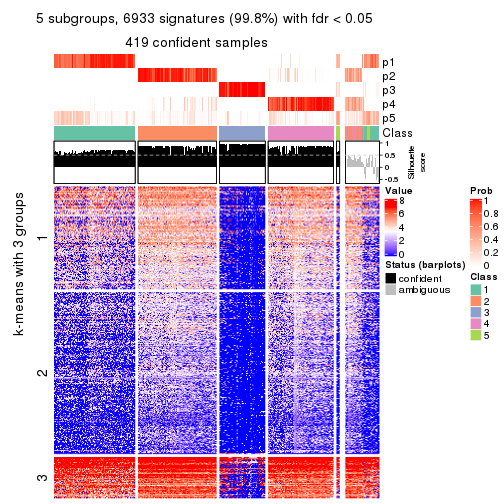 5 subgroups, 6933 signatures (99.8%) with fdr < 0.05
419 confident samples
p1
p2
p3
p4
p5
Class
1
0.5
0
-0.5
Silhouette
score
k-means with 3 groups
1
2
3
Value
8
6
4
2
0
Status (barplots)
confident
ambiguous
Prob
1
0.8
0.6
0.4
0.2
0
Class
1
2
3
4
5